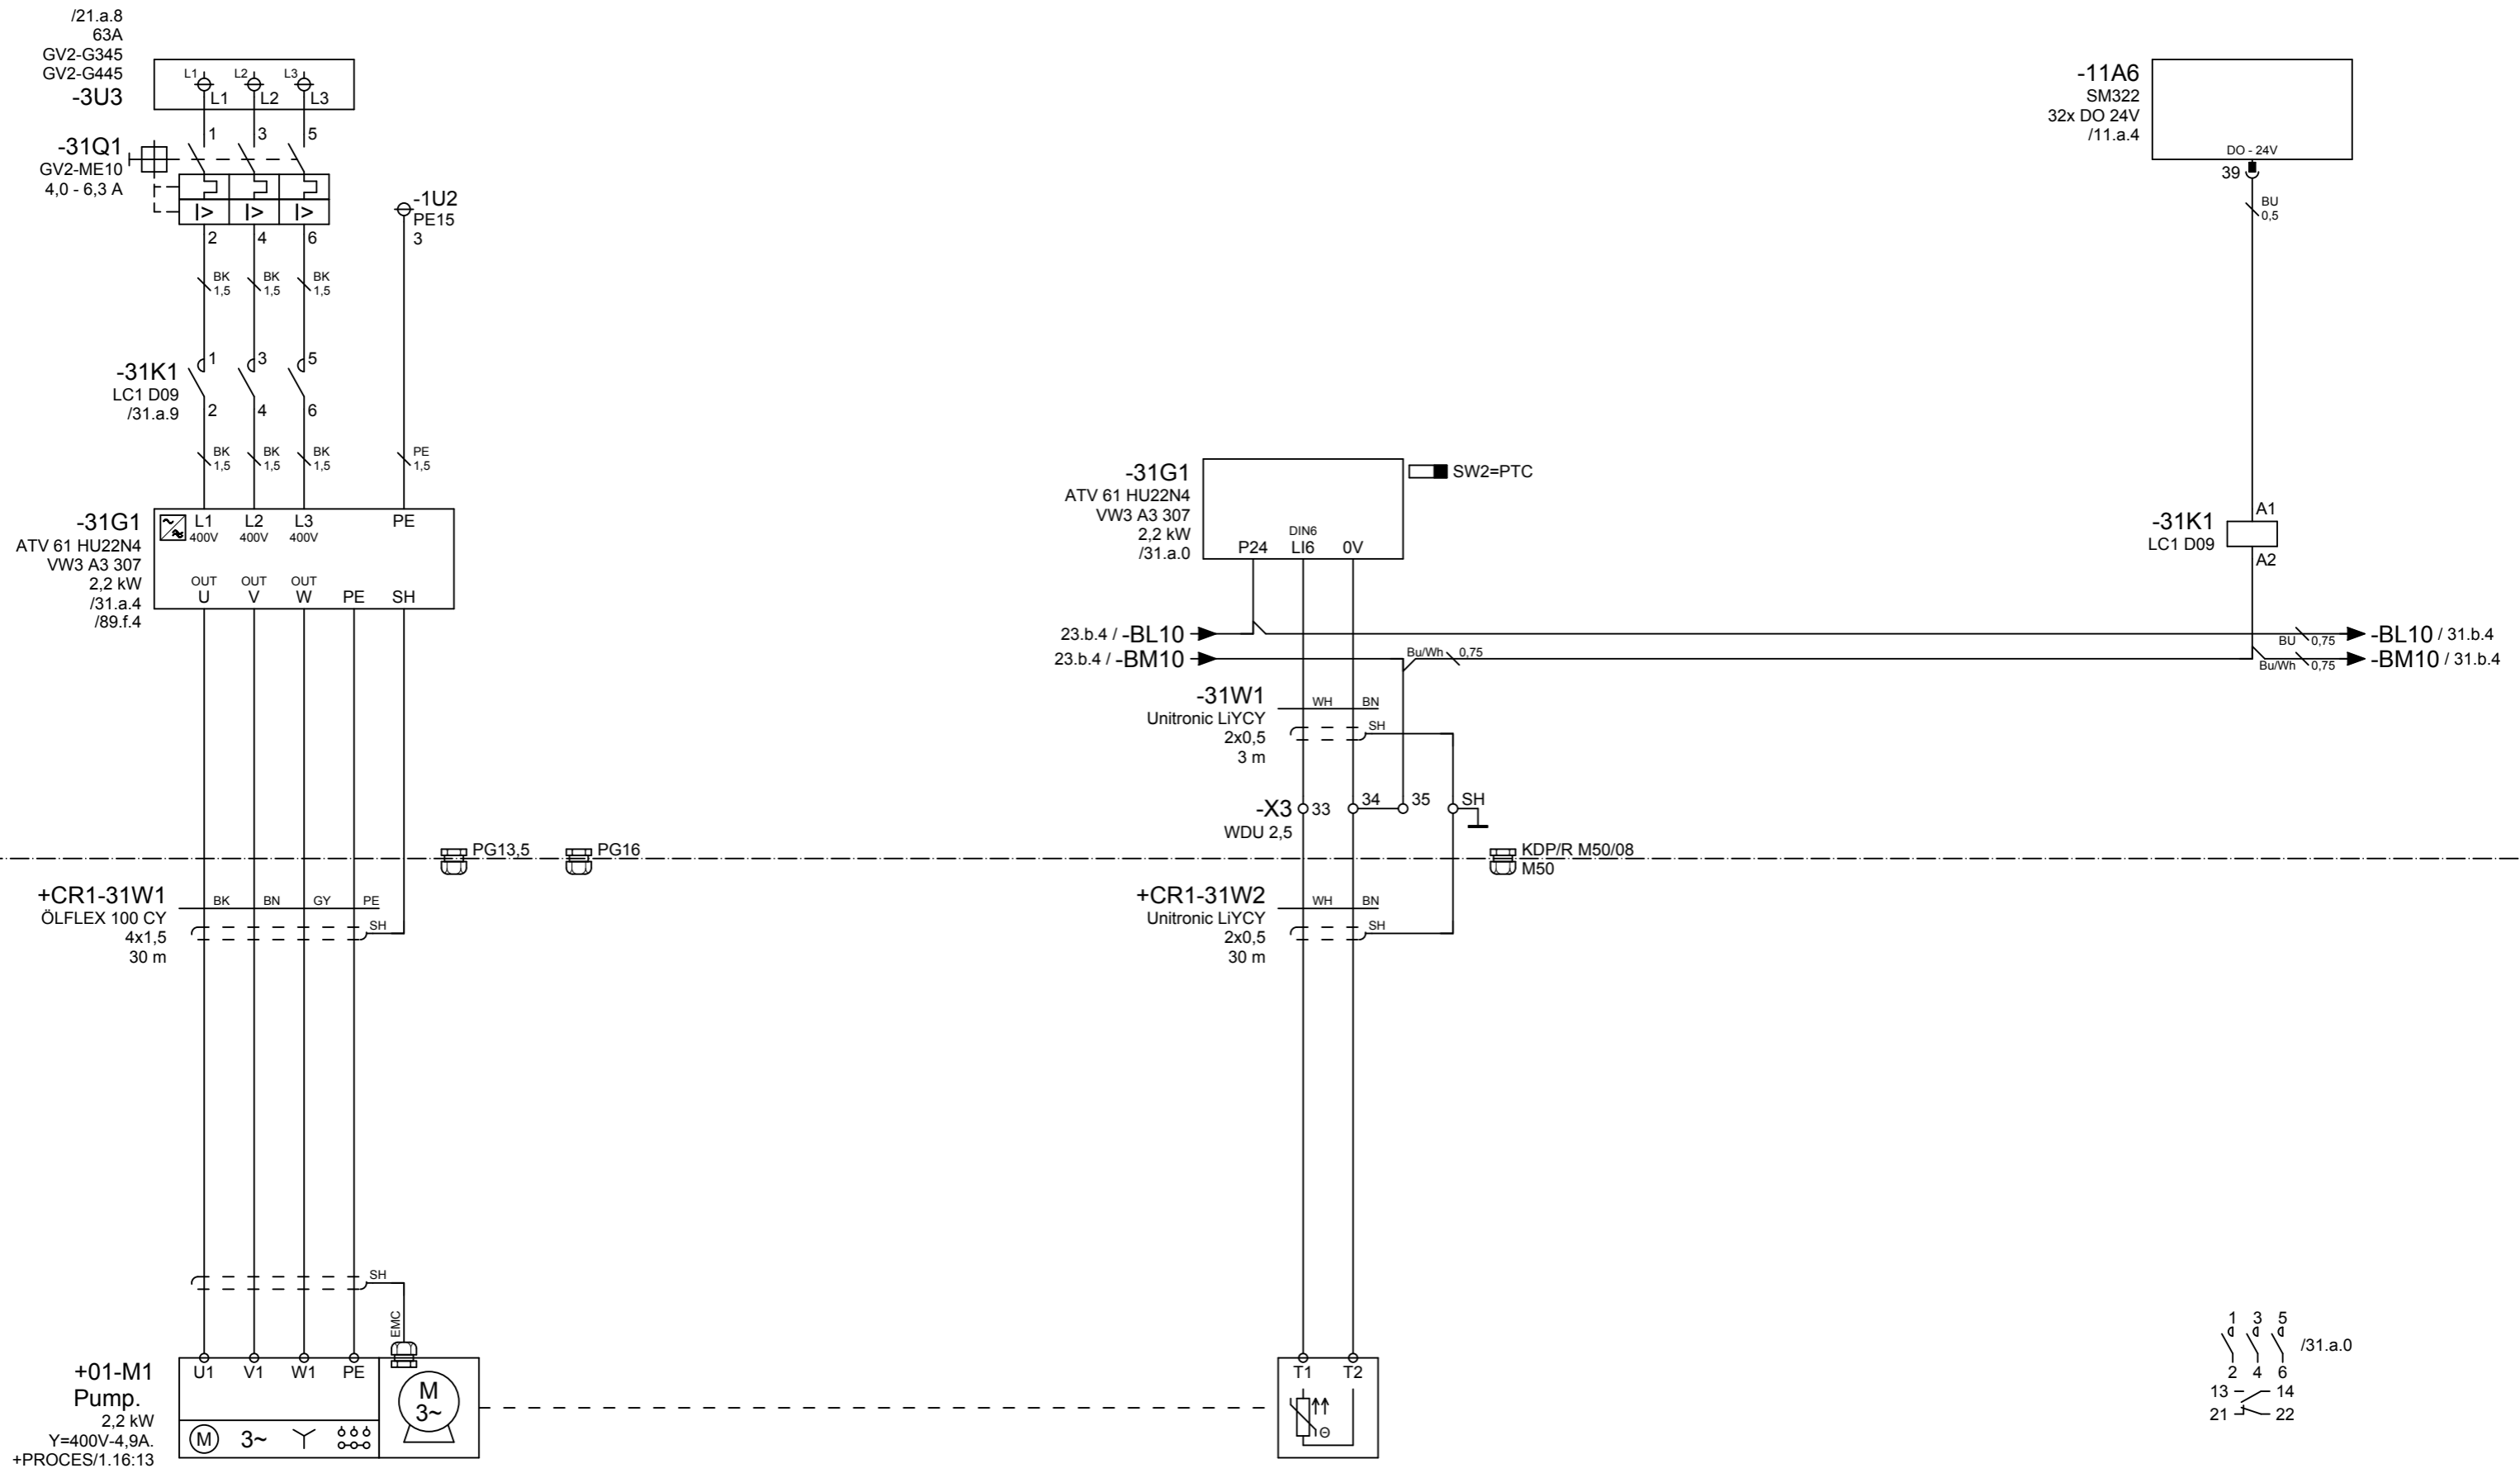 /21.a.8
63A
GV2-G345
GV2-G445
-3U3
L1 L2 L3
L1 L2 L3
1 3 5
-31Q1
GV2-ME10
4,0 - 6,3 A
I> I> I>
2 4 6
-1U2
PE15
3
BK BK BK
1,5 1,5 1,5
-31K1
LC1 D09
/31.a.9
1 3 5
2 4 6
BK BK BK PE
1,5 1,5 1,5 1,5
-31G1
ATV 61 HU22N4
VW3 A3 307
2,2 kW
/31.a.4
/89.f.4
L1 L2 L3 PE
400V 400V 400V
OUT OUT OUT
U V W PE SH
+CR1-31W1
ÖLFLEX 100 CY
4x1,5
30 m
BK BN GY PE
SH
PG13,5
PG16
SH
EMC
+01-M1
Pump.
2,2 kW
Y=400V-4,9A.
+PROCES/1.16:13
U1 V1 W1 PE
M 3~
M
3~
-31G1
ATV 61 HU22N4
VW3 A3 307
2,2 kW
/31.a.0
SW2=PTC
DIN6
P24 LI6 0V
23.b.4 / -BL10
23.b.4 / -BM10
Bu/Wh 0,75
-31W1
Unitronic LiYCY
2x0,5
3 m
WH BN
SH
-X3
WDU 2,5
33 34 35 SH
KDP/R M50/08
M50
+CR1-31W2
Unitronic LiYCY
2x0,5
30 m
WH BN
SH
T1 T2
Θ
-11A6
SM322
32x DO 24V
/11.a.4
DO - 24V
39
BU
0,5
-31K1
LC1 D09
A1
A2
BU 0,75
-BL10 / 31.b.4
Bu/Wh 0,75
-BM10 / 31.b.4
1 3 5
/31.a.0
2 4 6
13 14
21 22